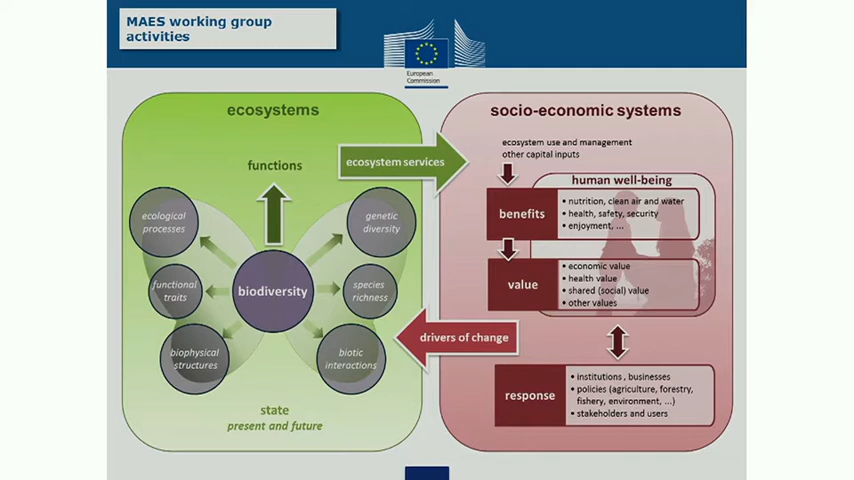 MAES working group
activities
European
Commission
ecosystems
functions
ecosystem services
ecological
processes
genetic
diversity
functional
traits
biodiversity
species
richness
biophysical
structures
biotic
interactions
state
present and future
drivers of change
socio-economic systems
ecosystem use and management
other capital inputs
human well-being
benefits
• nutrition, clean air and water
• health, safety, security
• enjoyment, ...
value
• economic value
• health value
• shared (social) value
• other values
response
• institutions , businesses
• policies (agriculture, forestry,
fishery, environment, ...)
• stakeholders and users